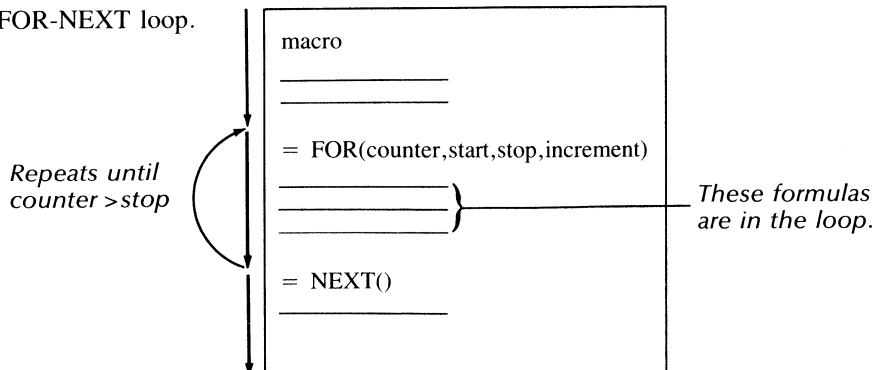 FOR-NEXT loop.
macro
= FOR(counter,start,stop,increment)
Repeats until
counter >stop
These formulas
are in the loop.
= NEXT()